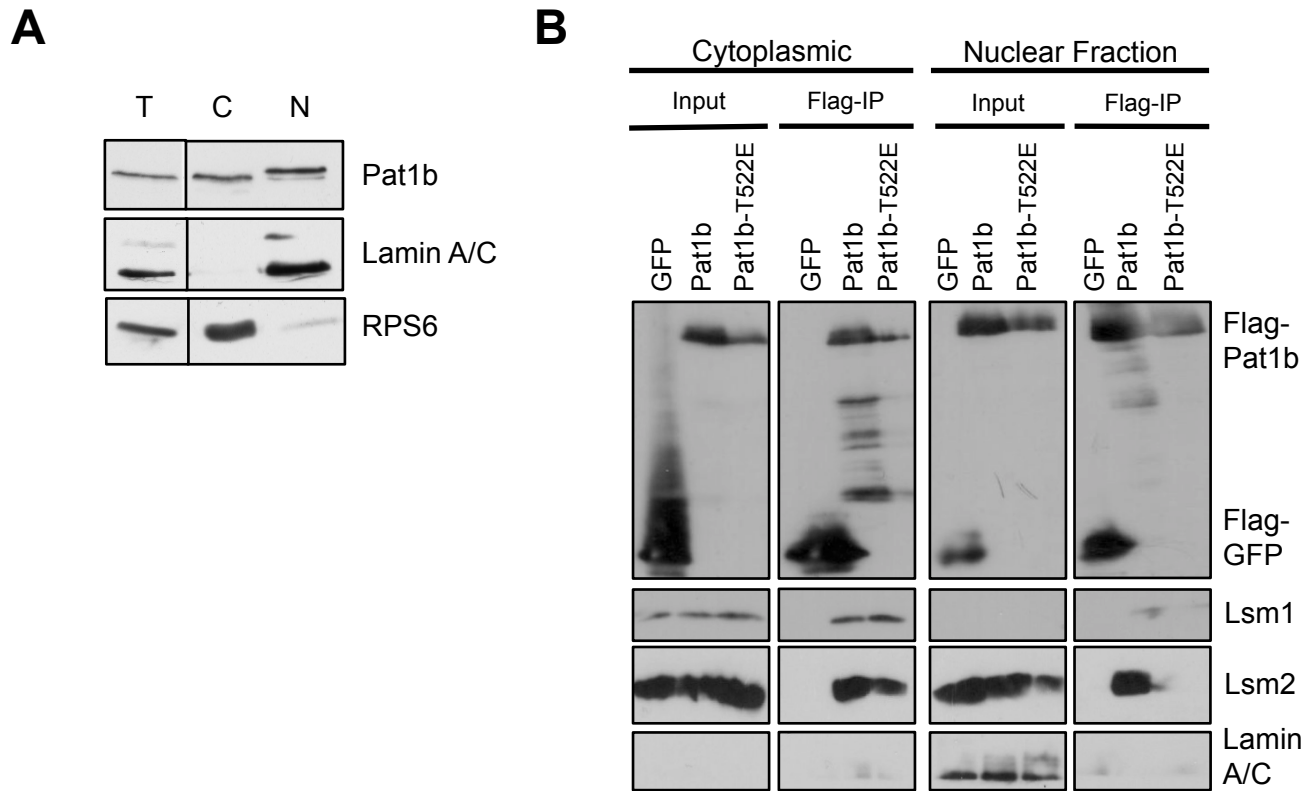 A
T C N
Pat1b
Lamin A/C
RPS6
B
Cytoplasmic Nuclear Fraction
Input Flag-IP Input Flag-IP
GFP Pat1b Pat1b-T522E GFP Pat1b Pat1b-T522E GFP Pat1b Pat1b-T522E GFP Pat1b Pat1b-T522E
Flag-
Pat1b
Flag-
GFP
Lsm1
Lsm2
Lamin
A/C